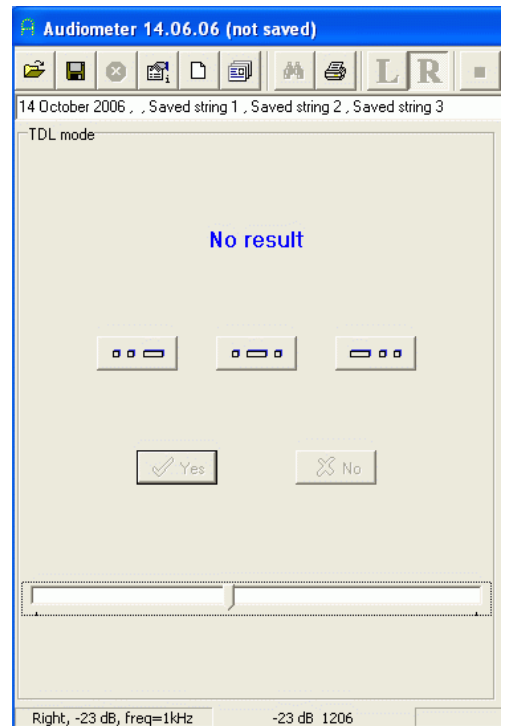 Audiometer 14.06.06 (not saved)
L R
14 October 2006 , , Saved string 1 , Saved string 2 , Saved string 3
TDL mode
No result
Yes No
Right, -23 dB, freq=1kHz -23 dB 1206